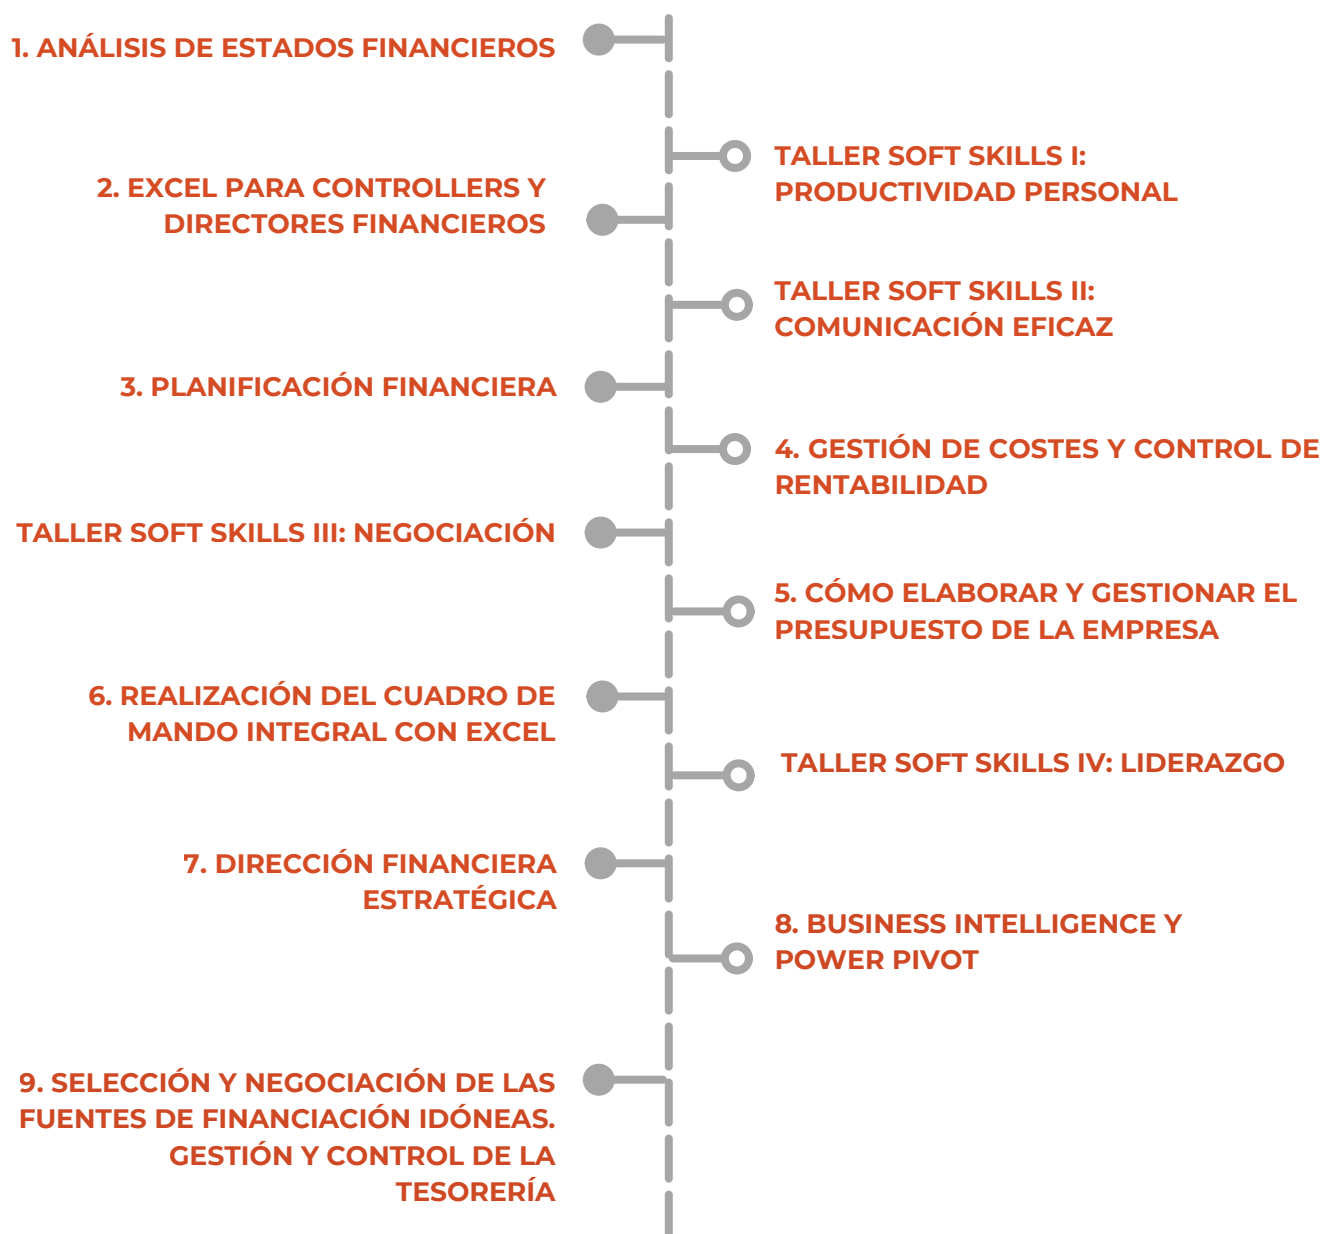 1. ANÁLISIS DE ESTADOS FINANCIEROS
TALLER SOFT SKILLS I:
PRODUCTIVIDAD PERSONAL
2. EXCEL PARA CONTROLLERS Y
DIRECTORES FINANCIEROS
TALLER SOFT SKILLS II:
COMUNICACIÓN EFICAZ
3. PLANIFICACIÓN FINANCIERA
4. GESTIÓN DE COSTES Y CONTROL DE
RENTABILIDAD
TALLER SOFT SKILLS III: NEGOCIACIÓN
5. CÓMO ELABORAR Y GESTIONAR EL
PRESUPUESTO DE LA EMPRESA
6. REALIZACIÓN DEL CUADRO DE
MANDO INTEGRAL CON EXCEL
TALLER SOFT SKILLS IV: LIDERAZGO
7. DIRECCIÓN FINANCIERA
ESTRATÉGICA
8. BUSINESS INTELLIGENCE Y
POWER PIVOT
9. SELECCIÓN Y NEGOCIACIÓN DE LAS
FUENTES DE FINANCIACIÓN IDÓNEAS.
GESTIÓN Y CONTROL DE LA
TESORERÍA